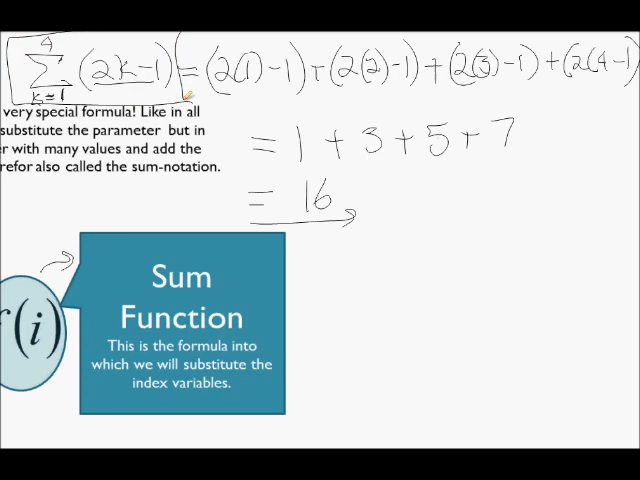 4
∑ (2k-1) = (2(1)-1)+(2(2)-1)+(2(3)-1)+(2(4-1)
k=1
very special formula! Like in all
substitute the parameter but in
er with many values and add the
refor also called the sum-notation.
= 1 + 3 + 5 + 7
= 16
f(i)
Sum
Function
This is the formula into
which we will substitute the
index variables.